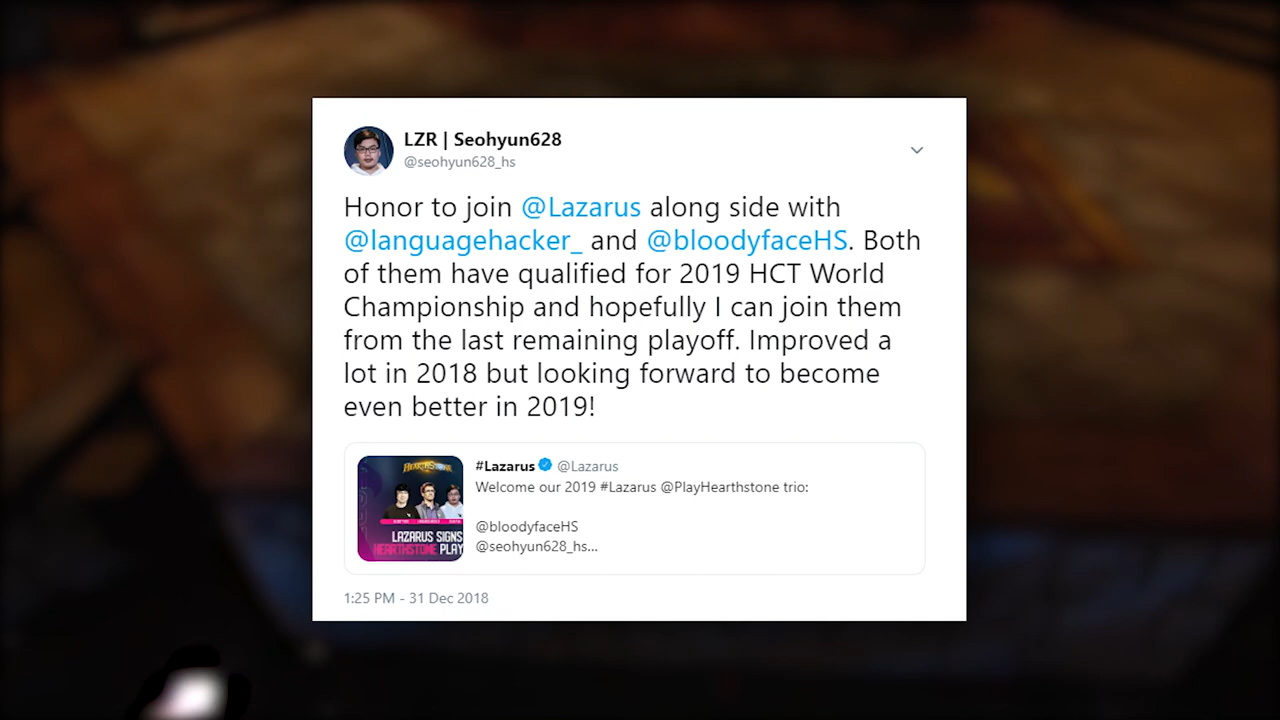 LZR | Seohyun628
@seohyun628_hs
Honor to join @Lazarus along side with
@languagehacker_ and @bloodyfaceHS. Both
of them have qualified for 2019 HCT World
Championship and hopefully I can join them
from the last remaining playoff. Improved a
lot in 2018 but looking forward to become
even better in 2019!
HEARTHSTONE
LAZARUS SIGNS
HEARTHSTONE PLAY
#Lazarus @Lazarus
Welcome our 2019 #Lazarus @PlayHearthstone trio:
@bloodyfaceHS
@seohyun628_hs...
1:25 PM - 31 Dec 2018